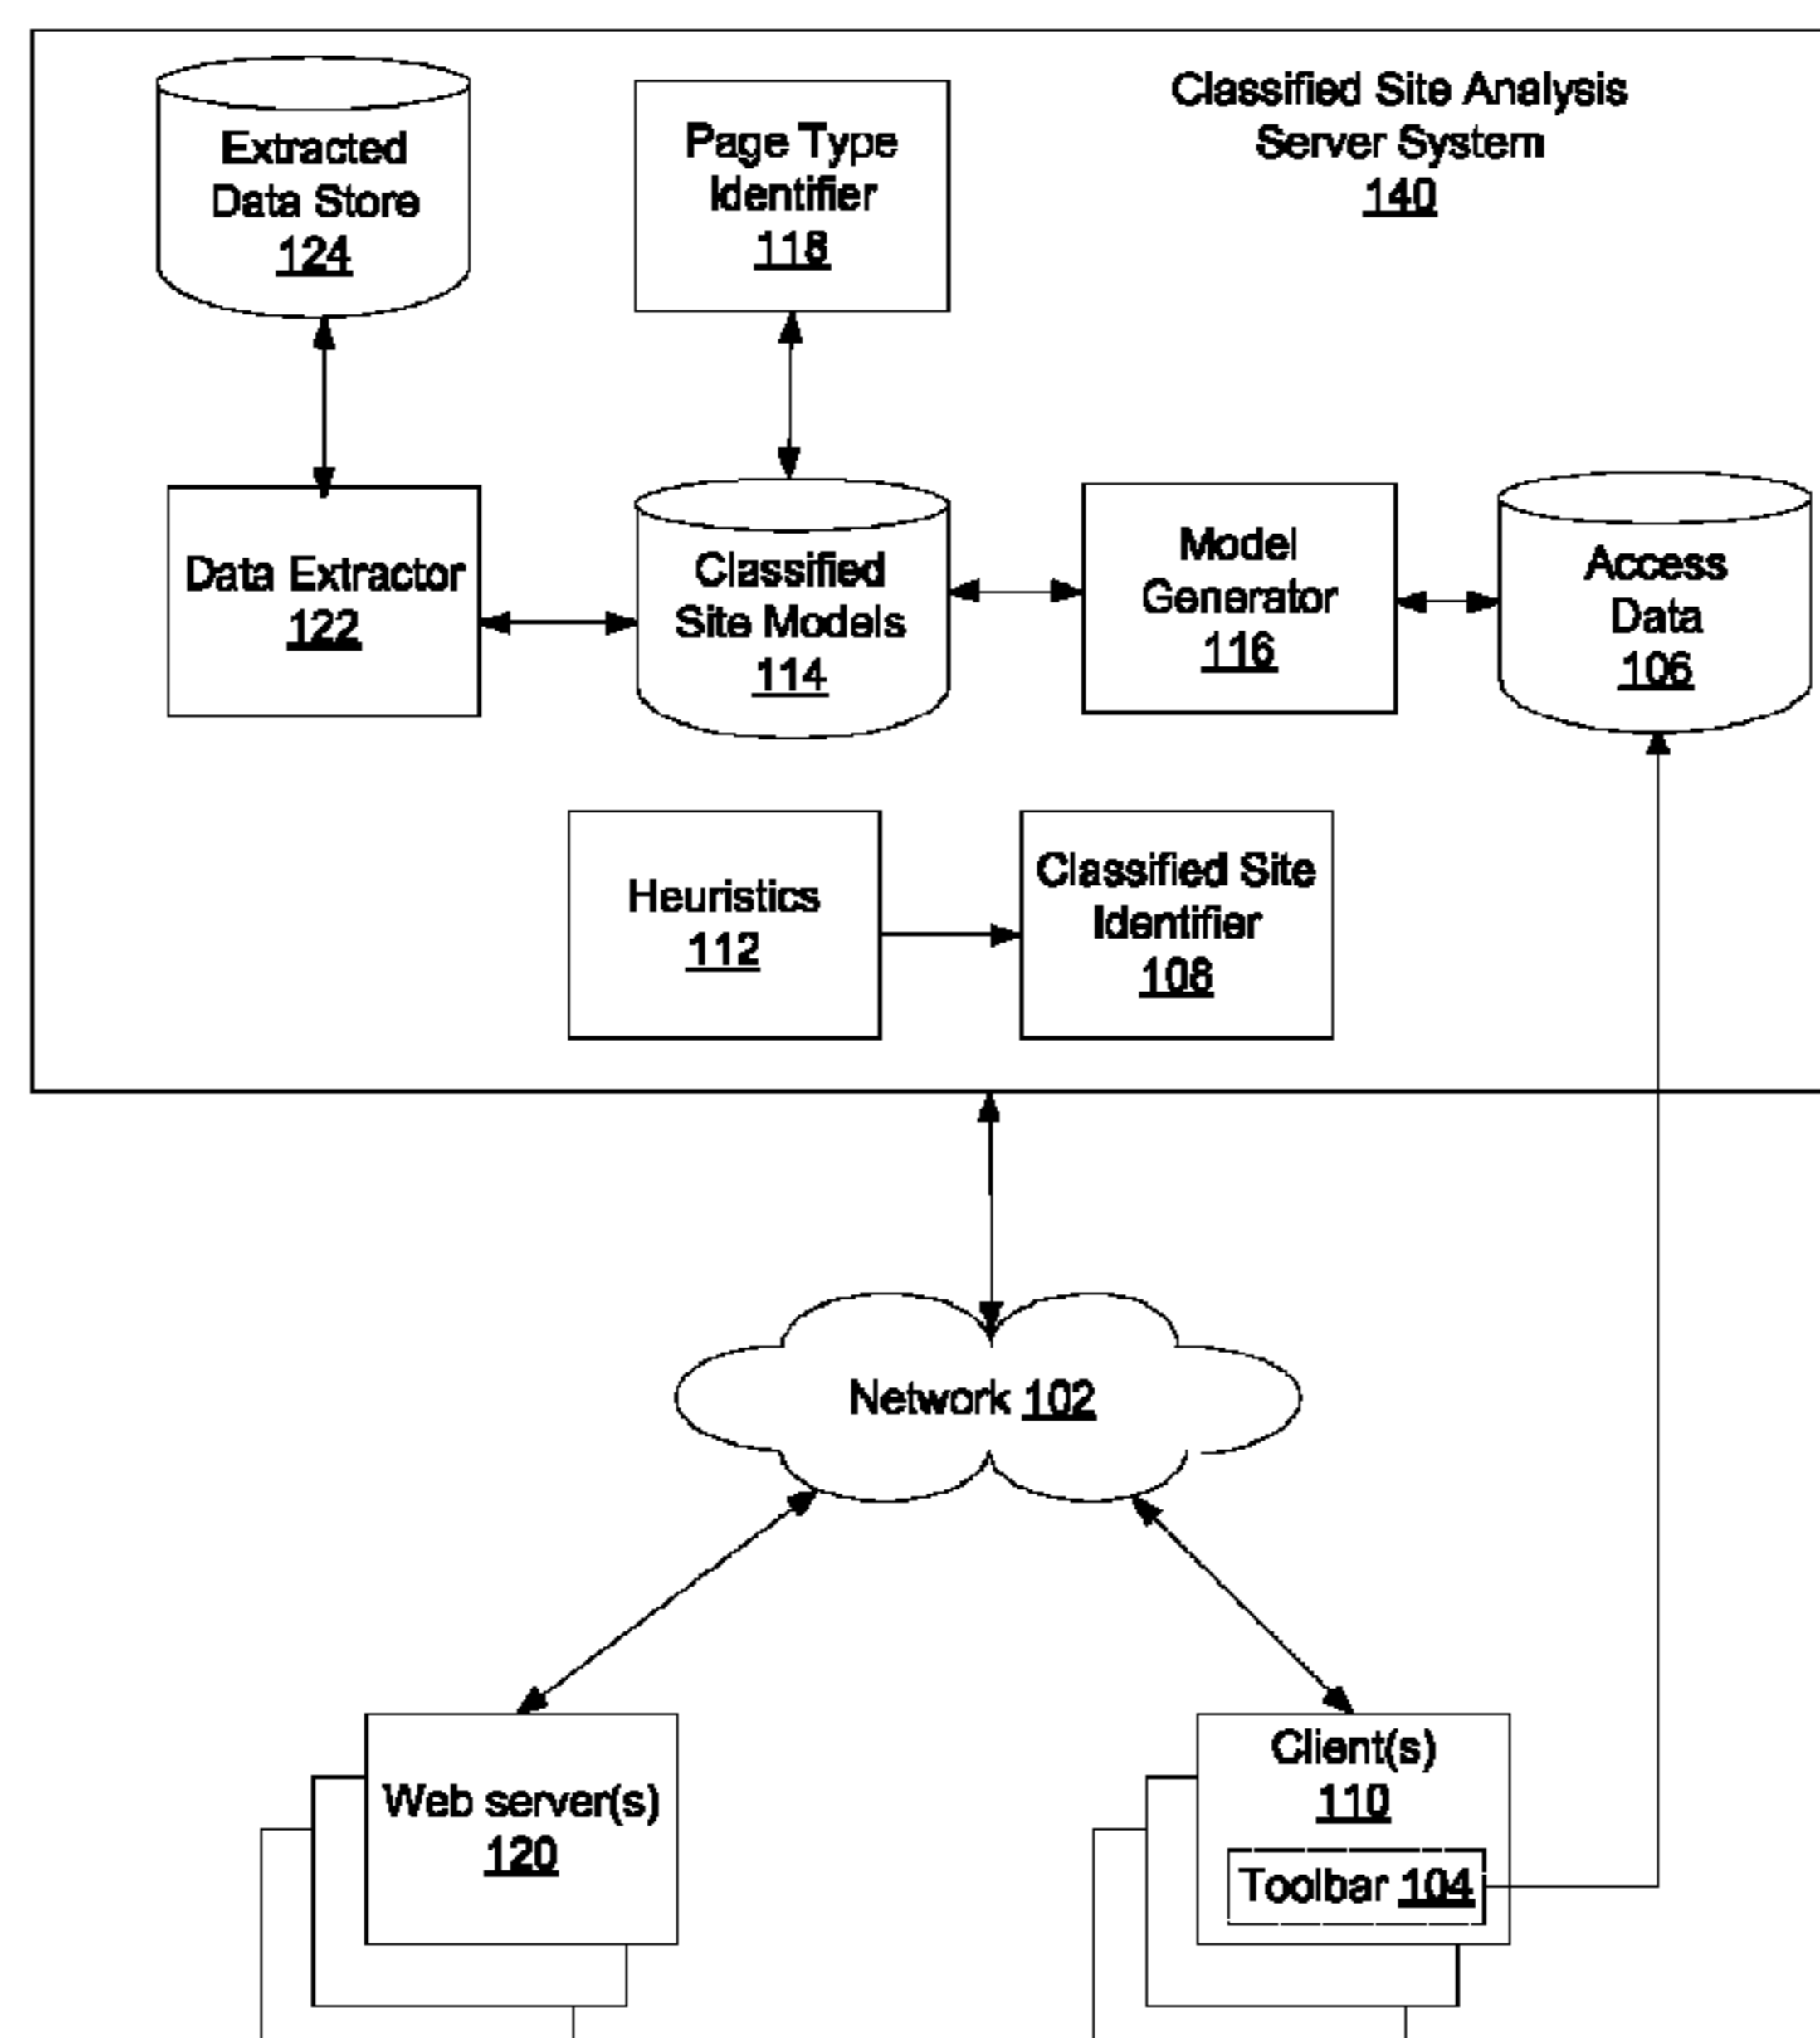 Extracted
Data Store
124
Page Type
Identifier
118
Classified Site Analysis
Server System
140
Data Extractor
122
Classified
Site Models
114
Model
Generator
116
Access
Data
106
Heuristics
112
Classified Site
Identifier
108
Network 102
Web server(s)
120
Client(s)
110
Toolbar 104